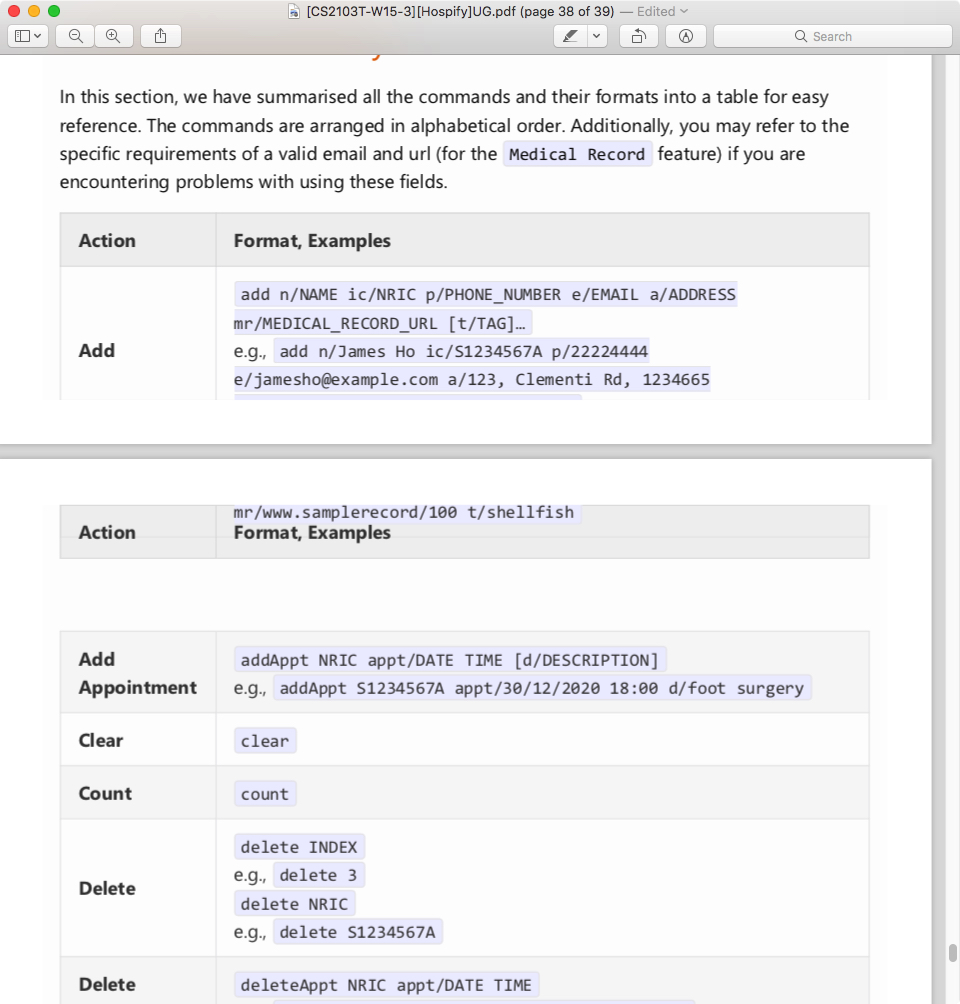 [CS2103T-W15-3][Hospify]UG.pdf (page 38 of 39) — Edited
Search
In this section, we have summarised all the commands and their formats into a table for easy
reference. The commands are arranged in alphabetical order. Additionally, you may refer to the
specific requirements of a valid email and url (for the Medical Record feature) if you are
encountering problems with using these fields.
Action Format, Examples
add n/NAME ic/NRIC p/PHONE_NUMBER e/EMAIL a/ADDRESS
mr/MEDICAL_RECORD_URL [t/TAG]…
Add
e.g., add n/James Ho ic/S1234567A p/22224444
e/jamesho@example.com a/123, Clementi Rd, 1234665
mr/www.samplerecord/100 t/shellfish
Action Format, Examples
Add
Appointment
addAppt NRIC appt/DATE TIME [d/DESCRIPTION]
e.g., addAppt S1234567A appt/30/12/2020 18:00 d/foot surgery
Clear clear
Count count
Delete
delete INDEX
e.g., delete 3
delete NRIC
e.g., delete S1234567A
Delete deleteAppt NRIC appt/DATE TIME